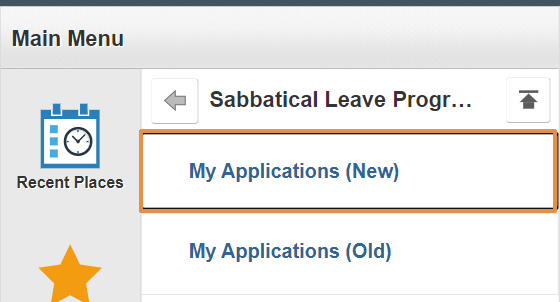 Main Menu
Sabbatical Leave Progr...
Recent Places
My Applications (New)
My Applications (Old)